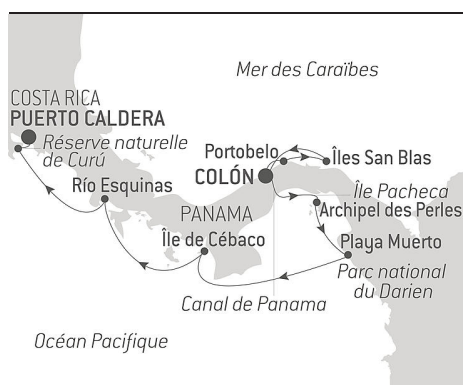 Mer des Caraïbes
COSTA RICA
PUERTO CALDERA
Réserve naturelle
de Curú
Portobelo
Îles San Blas
COLÓN
Río Esquinas
Île Pacheca
Archipel des Perles
PANAMA
Île de Cébaco
Playa Muerto
Parc national
du Darien
Canal de Panama
Océan Pacifique